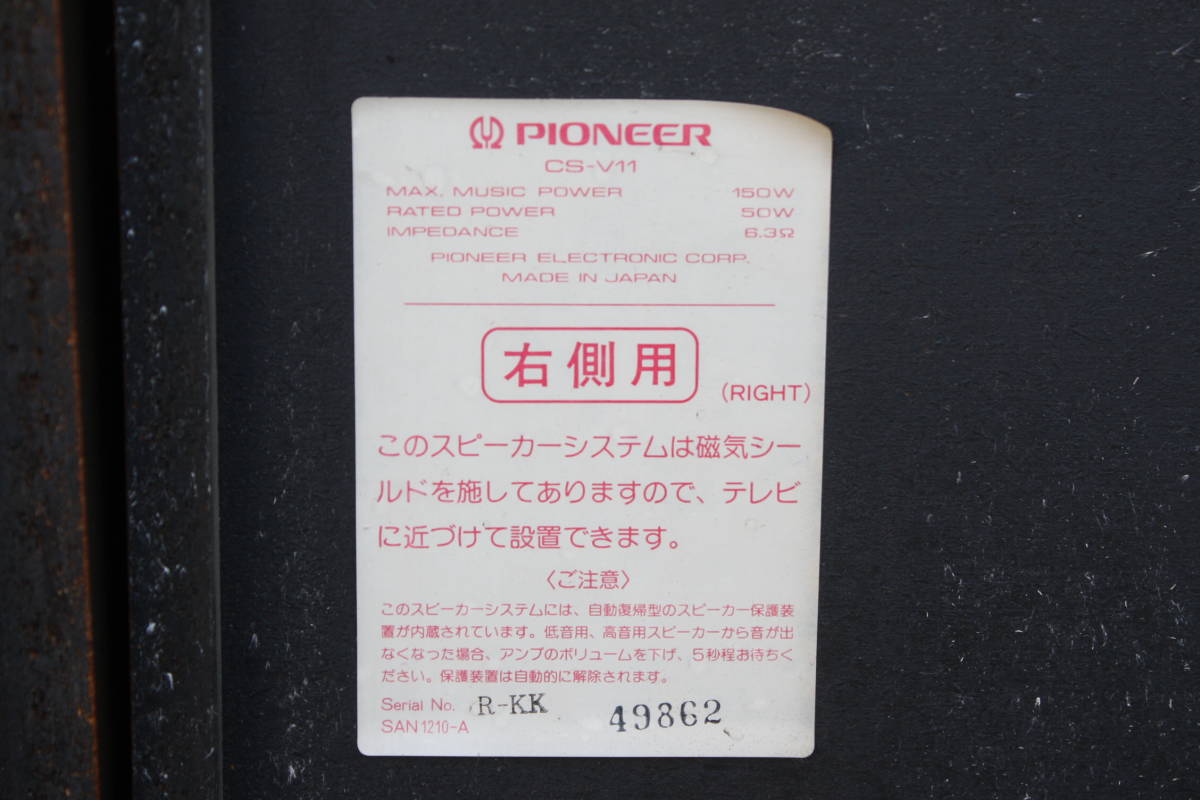 PIONEER
CS-V11
MAX. MUSIC POWER 150W
RATED POWER 50W
IMPEDANCE 6.3Ω
PIONEER ELECTRONIC CORP.
MADE IN JAPAN
右側用
(RIGHT)
このスピーカーシステムは磁気シー
ルドを施してありますので、テレビ
に近づけて設置できます。
〈ご注意〉
このスピーカーシステムには、自動復帰型のスピーカー保護装
置が内蔵されています。低音用、高音用スピーカーから音が出
なくなった場合、アンプのボリュームを下げ、5秒程お待ちく
ださい。保護装置は自動的に解除されます。
Serial No. R-KK 49862
SAN1210-A